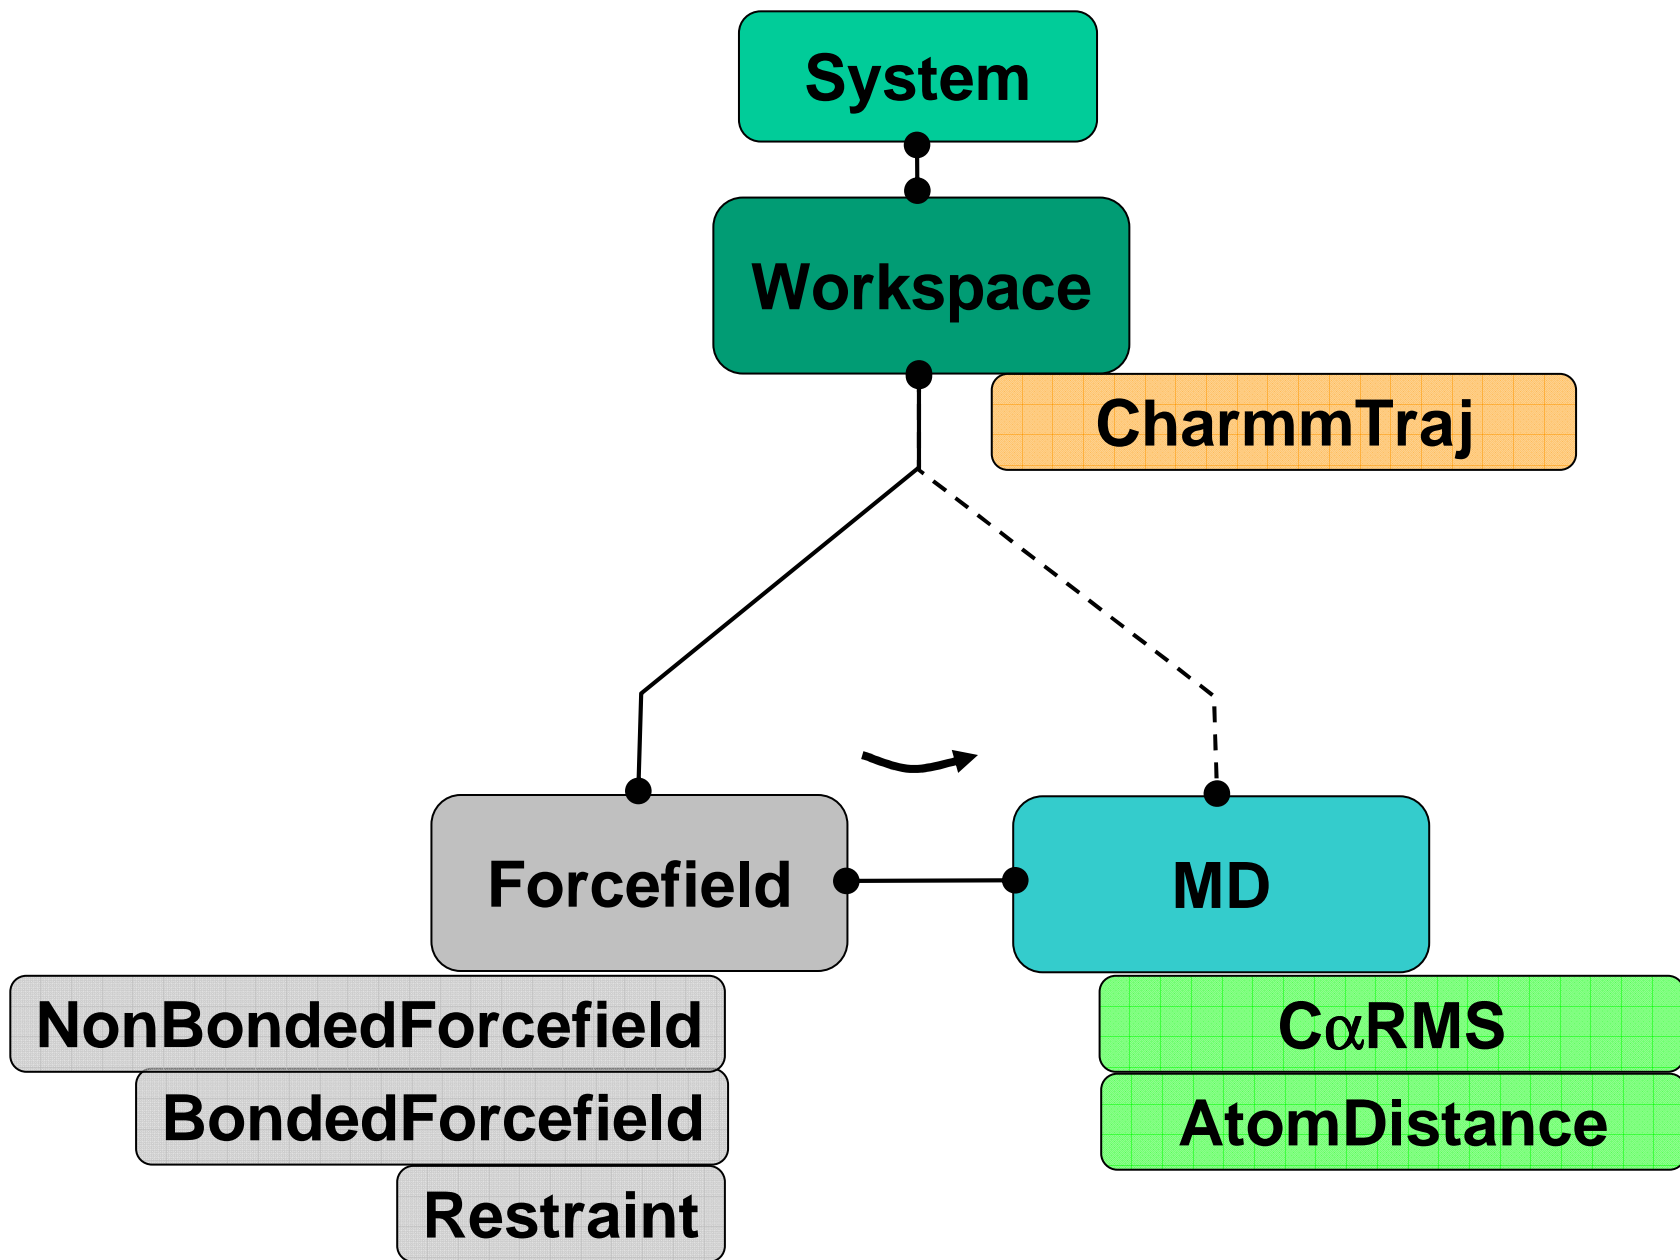 System
Workspace
CharmmTraj
Forcefield
MD
NonBondedForcefield
CαRMS
BondedForcefield
AtomDistance
Restraint